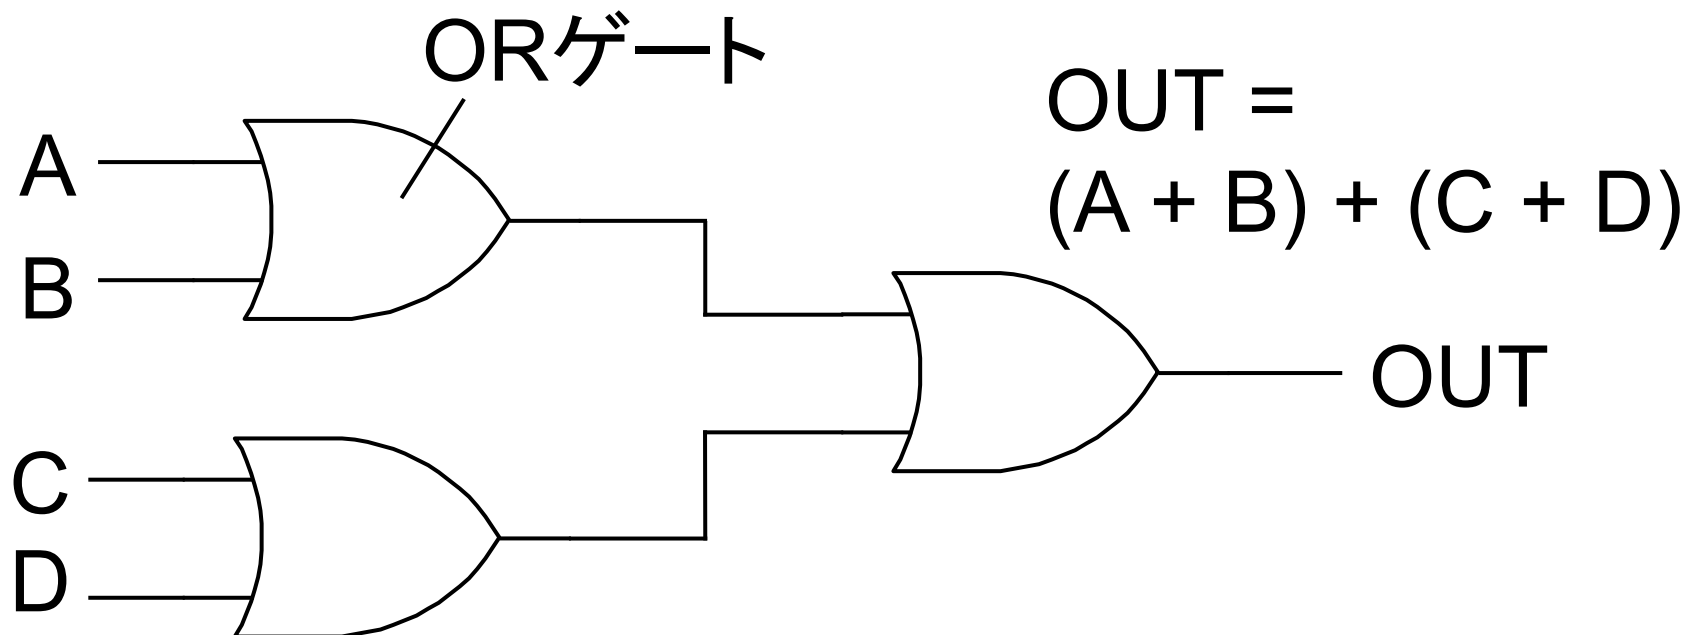 ORゲート
OUT =
(A + B) + (C + D)
A
B
OUT
C
D